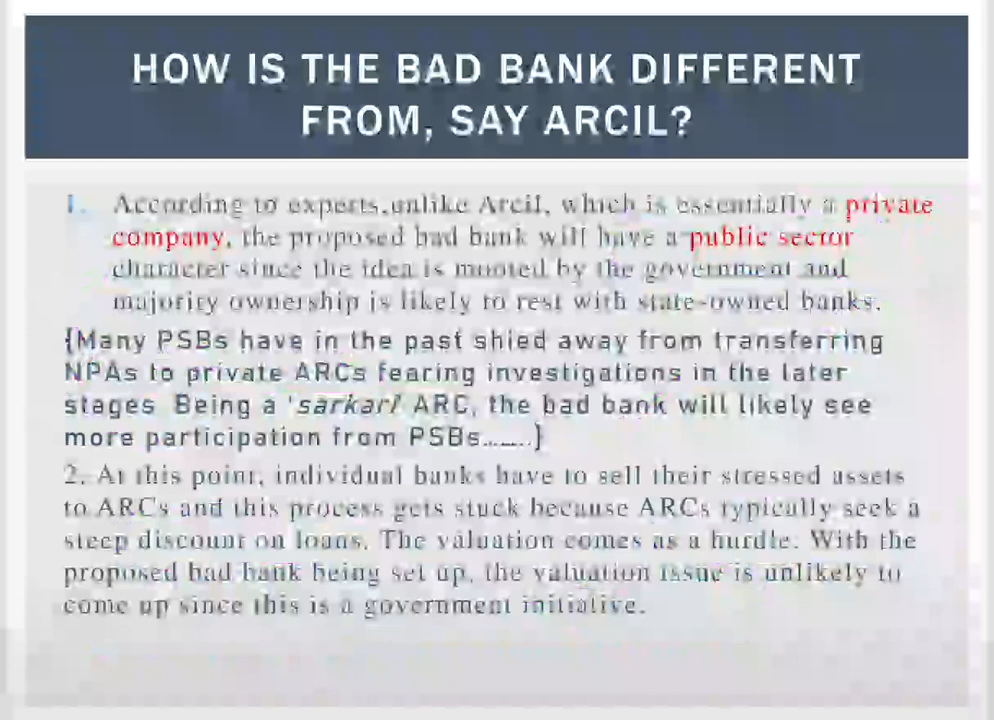 HOW IS THE BAD BANK DIFFERENT
FROM, SAY ARCIL?
1. According to experts,unlike Arcil, which is essentially a private
company, the proposed bad bank will have a public sector
character since the idea is mooted by the government and
majority ownership is likely to rest with state-owned banks.
{Many PSBs have in the past shied away from transferring
NPAs to private ARCs fearing investigations in the later
stages. Being a 'sarkari' ARC, the bad bank will likely see
more participation from PSBs........}
2. At this point, individual banks have to sell their stressed assets
to ARCs and this process gets stuck because ARCs typically seek a
steep discount on loans. The valuation comes as a hurdle. With the
proposed bad bank being set up, the valuation issue is unlikely to
come up since this is a government initiative.